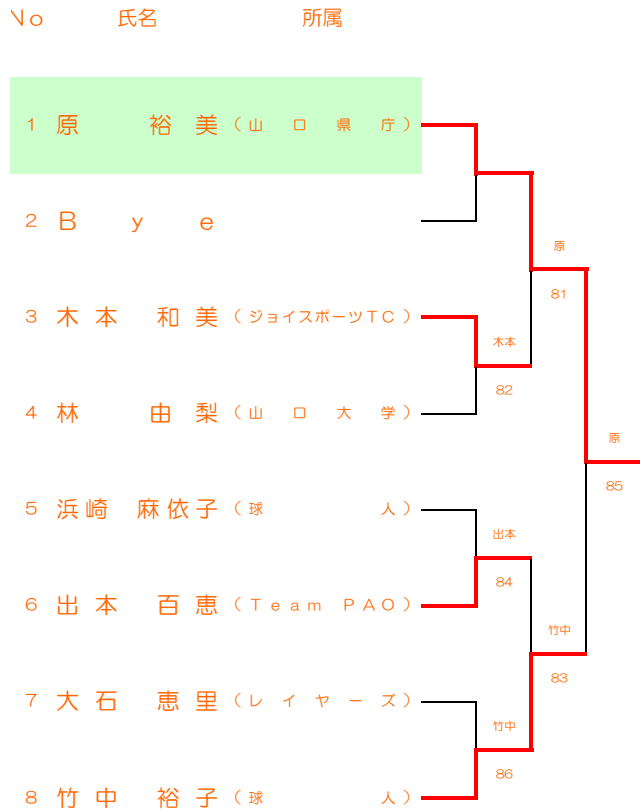 No 氏名 所属
1 原 裕美 (山口県庁)
2 Bye
原
81
3 木本 和美 (ジョイスポーツTC)
木本
82
4 林 由梨 (山口大学)
原
85
5 浜崎 麻依子 (球人)
出本
84
6 出本 百恵 (Team PAO)
竹中
83
7 大石 恵里 (レイヤーズ)
竹中
86
8 竹中 裕子 (球人)